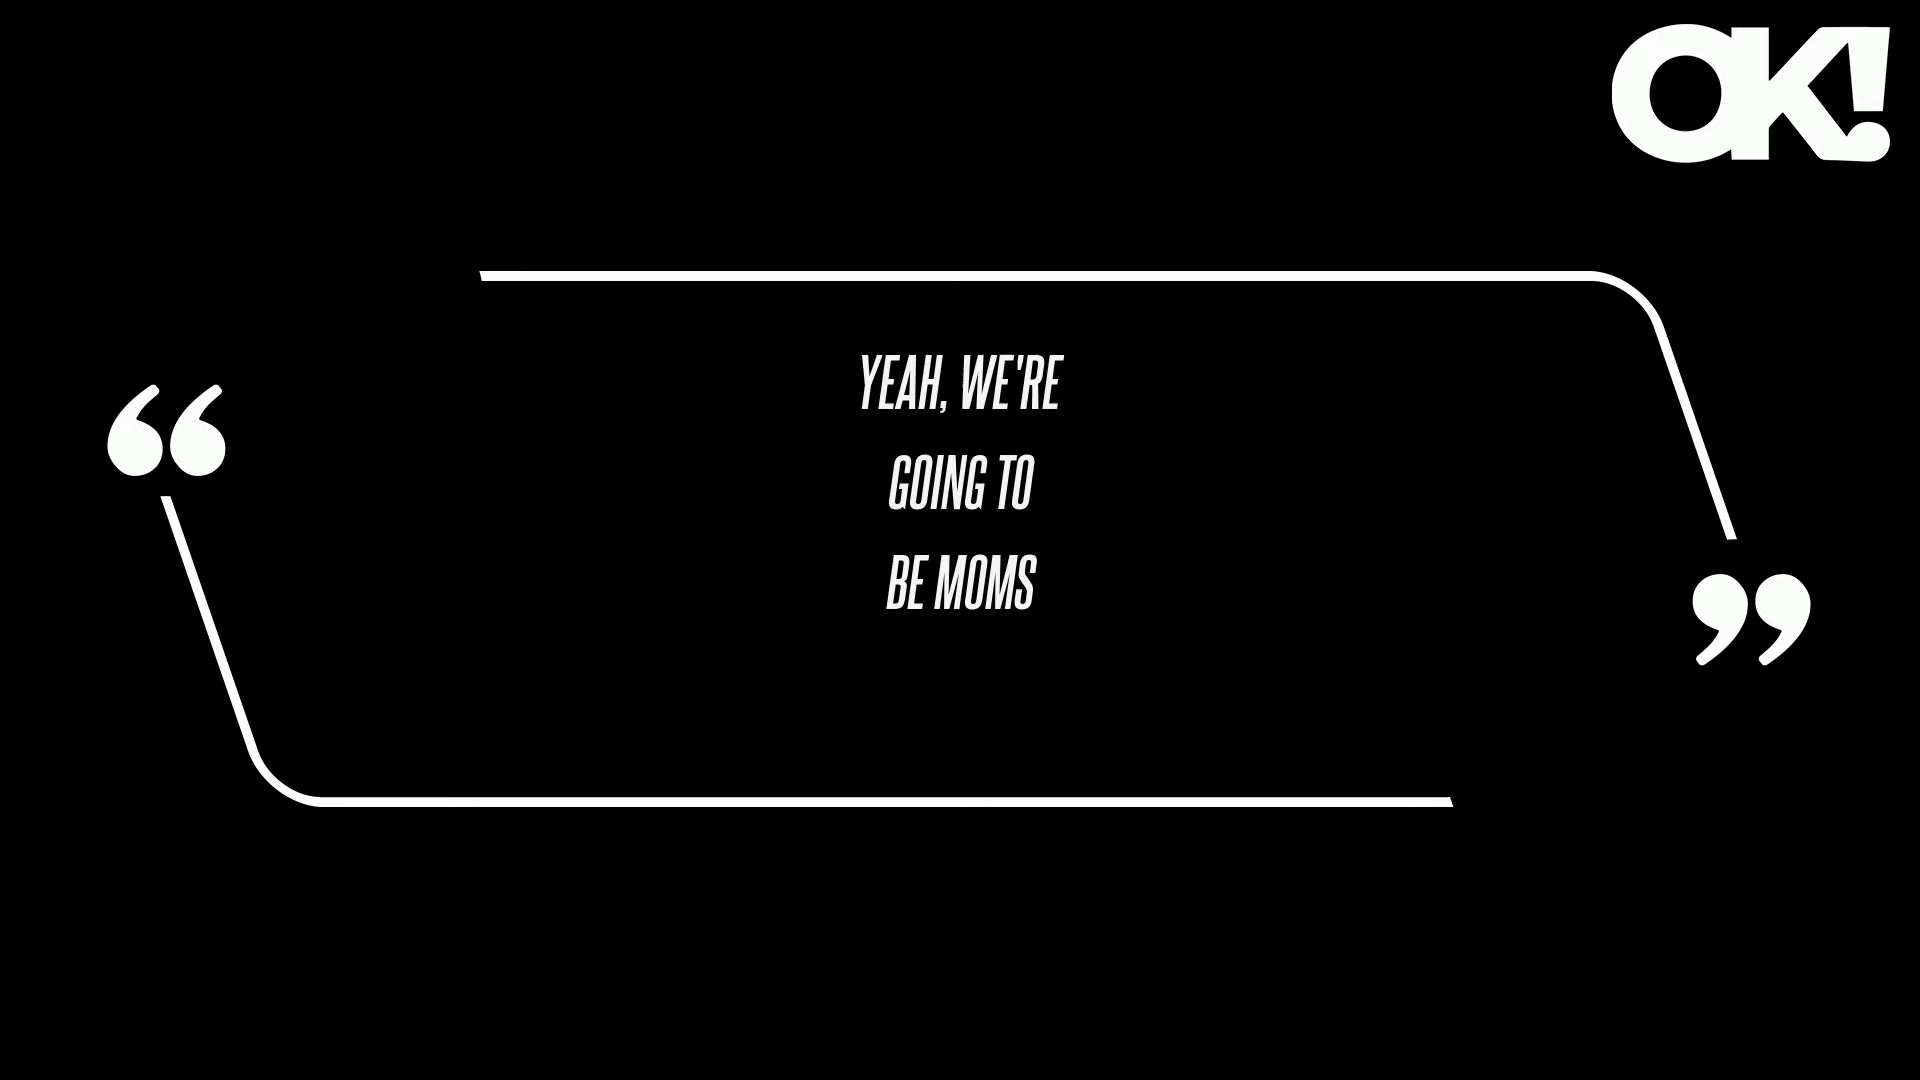 OK!
“
YEAH, WE'RE
GOING TO
BE MOMS
”